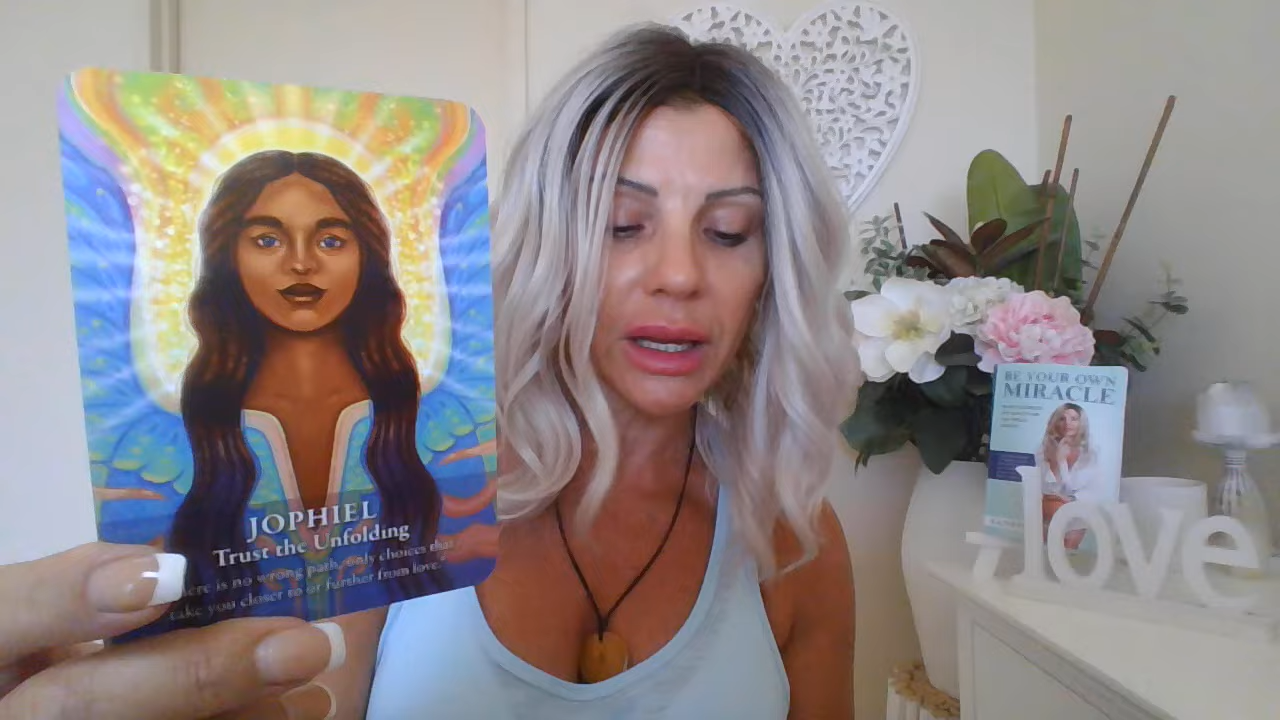 JOPHIEL
Trust the Unfolding
here is no wrong path, only choices that
take you closer to or further from love."
BE YOUR OWN
MIRACLE
love